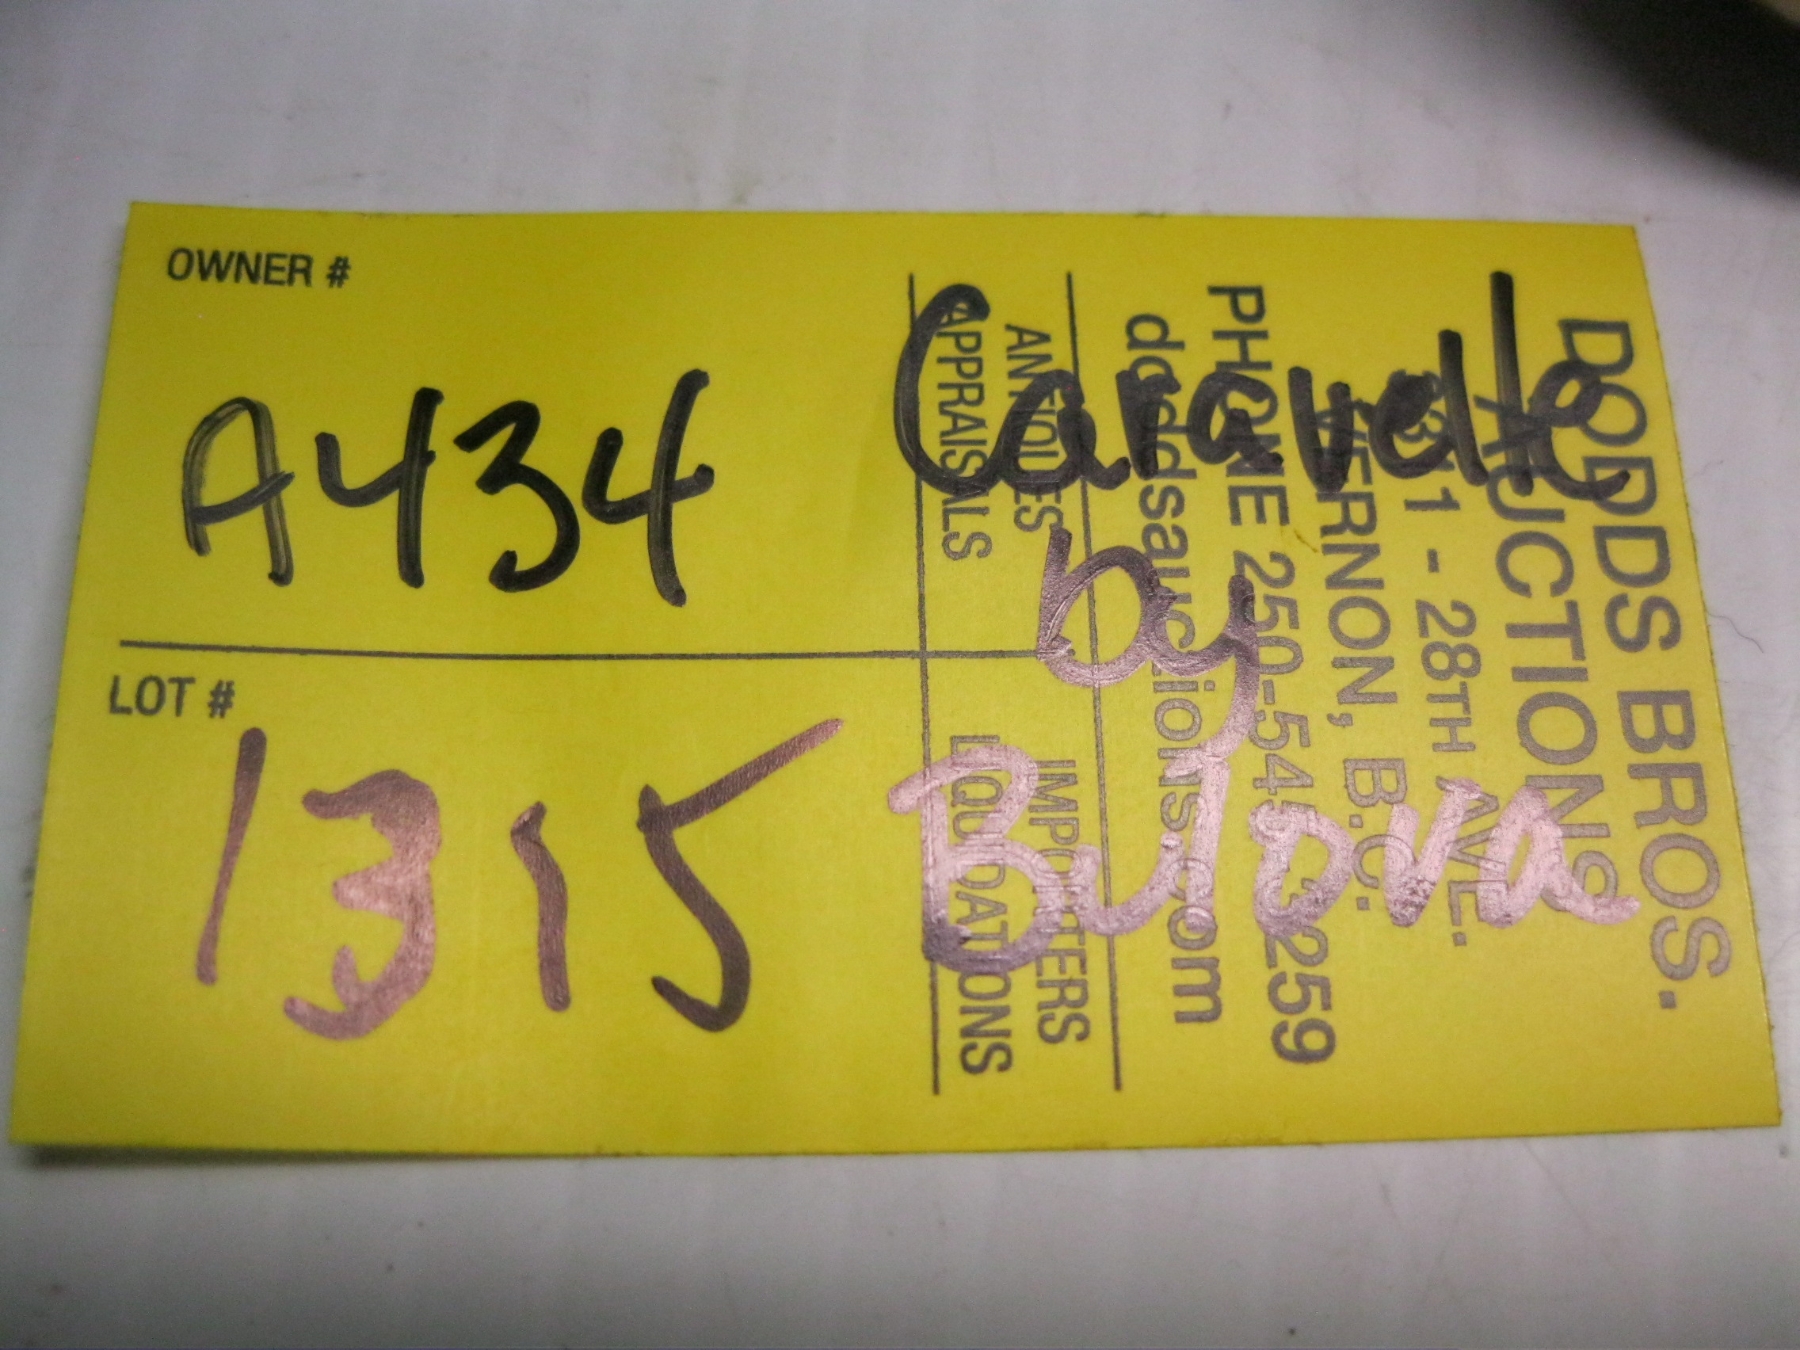 OWNER #
A434
LOT #
1315
Caravelle
by
Bulova
DODDS BROS.
AUCTIONS
3311 - 28TH AVE.
VERNON, B.C.
PHONE 250-545-3259
doddsauctions.com
ANTIQUES IMPORTERS
APPRAISALS LIQUIDATIONS